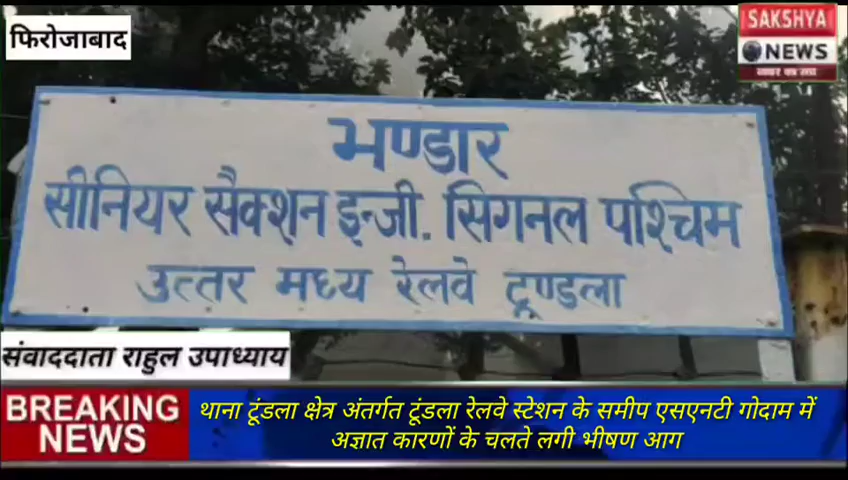 फिरोजाबाद
SAKSHYA
NEWS
भण्डार
सीनियर सैक्शन इन्जी. सिगनल पश्चिम
उत्तर मध्य रेलवे टूण्डला
संवाददाता राहुल उपाध्याय
BREAKING
NEWS
थाना टूंडला क्षेत्र अंतर्गत टूंडला रेलवे स्टेशन के समीप एसएनटी गोदाम में
अज्ञात कारणों के चलते लगी भीषण आग